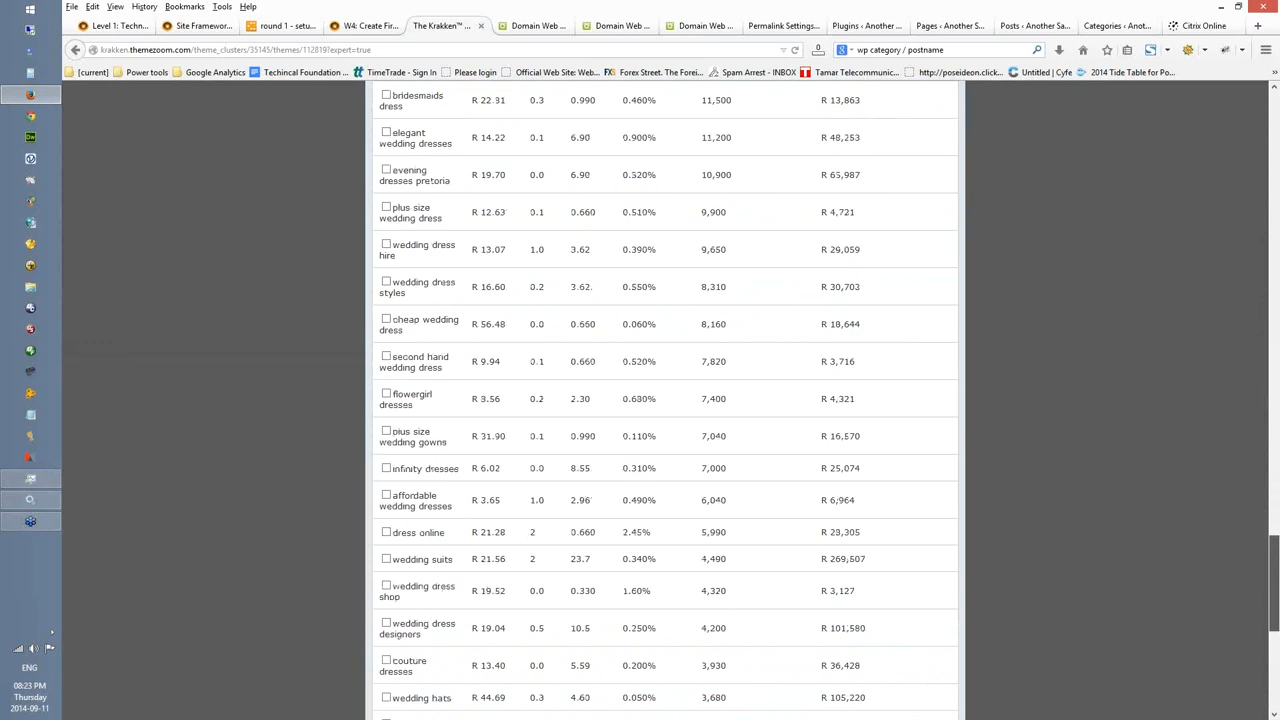 File Edit View History Bookmarks Tools Help
Level 1: Techn... Site Framewor... round 1 - setu... W4: Create Fir... The Krakken™ ... × Domain Web ... Domain Web ... Domain Web ... Permalink Settings... Plugins ‹ Another ... Pages ‹ Another S... Posts ‹ Another Sa... Categories ‹ Anot... Citrix Online
krakken.themezoom.com/theme_clusters/35145/themes/112819?expert=true wp category / postname
[current] Power tools Google Analytics Techincal Foundation ... TimeTrade - Sign In Please login Official Web Site: Web... Forex Street. The Forei... Spam Arrest - INBOX Tamar Telecommunic... http://poseidon.click... Untitled | Cyfe 2014 Tide Table for Po...
bridesmaids dress R 22.31 0.3 0.990 0.460% 11,500 R 13,863
elegant wedding dresses R 14.22 0.1 6.90 0.900% 11,200 R 48,253
evening dresses pretoria R 19.70 0.0 6.90 0.520% 10,900 R 65,987
plus size wedding dress R 12.63 0.1 0.660 0.510% 9,900 R 4,721
wedding dress hire R 13.07 1.0 3.62 0.390% 9,650 R 29,059
wedding dress styles R 16.60 0.2 3.62 0.550% 8,310 R 30,703
cheap wedding dress R 56.48 0.0 0.660 0.060% 8,160 R 18,644
second hand wedding dress R 9.94 0.1 0.660 0.520% 7,820 R 3,716
flowergirl dresses R 3.56 0.2 2.30 0.680% 7,400 R 4,321
plus size wedding gowns R 31.90 0.1 0.990 0.110% 7,040 R 16,570
infinity dresses R 6.02 0.0 8.55 0.310% 7,000 R 25,074
affordable wedding dresses R 3.65 1.0 2.96 0.490% 6,040 R 6,964
dress online R 21.28 2 0.660 2.45% 5,990 R 28,305
wedding suits R 21.56 2 23.7 0.340% 4,490 R 269,507
wedding dress shop R 19.52 0.0 0.330 1.60% 4,320 R 3,127
wedding dress designers R 19.04 0.5 10.5 0.250% 4,200 R 101,580
couture dresses R 13.40 0.0 5.59 0.200% 3,930 R 36,428
wedding hats R 44.69 0.3 4.60 0.050% 3,680 R 105,220
ENG
08:23 PM
Thursday
2014-09-11